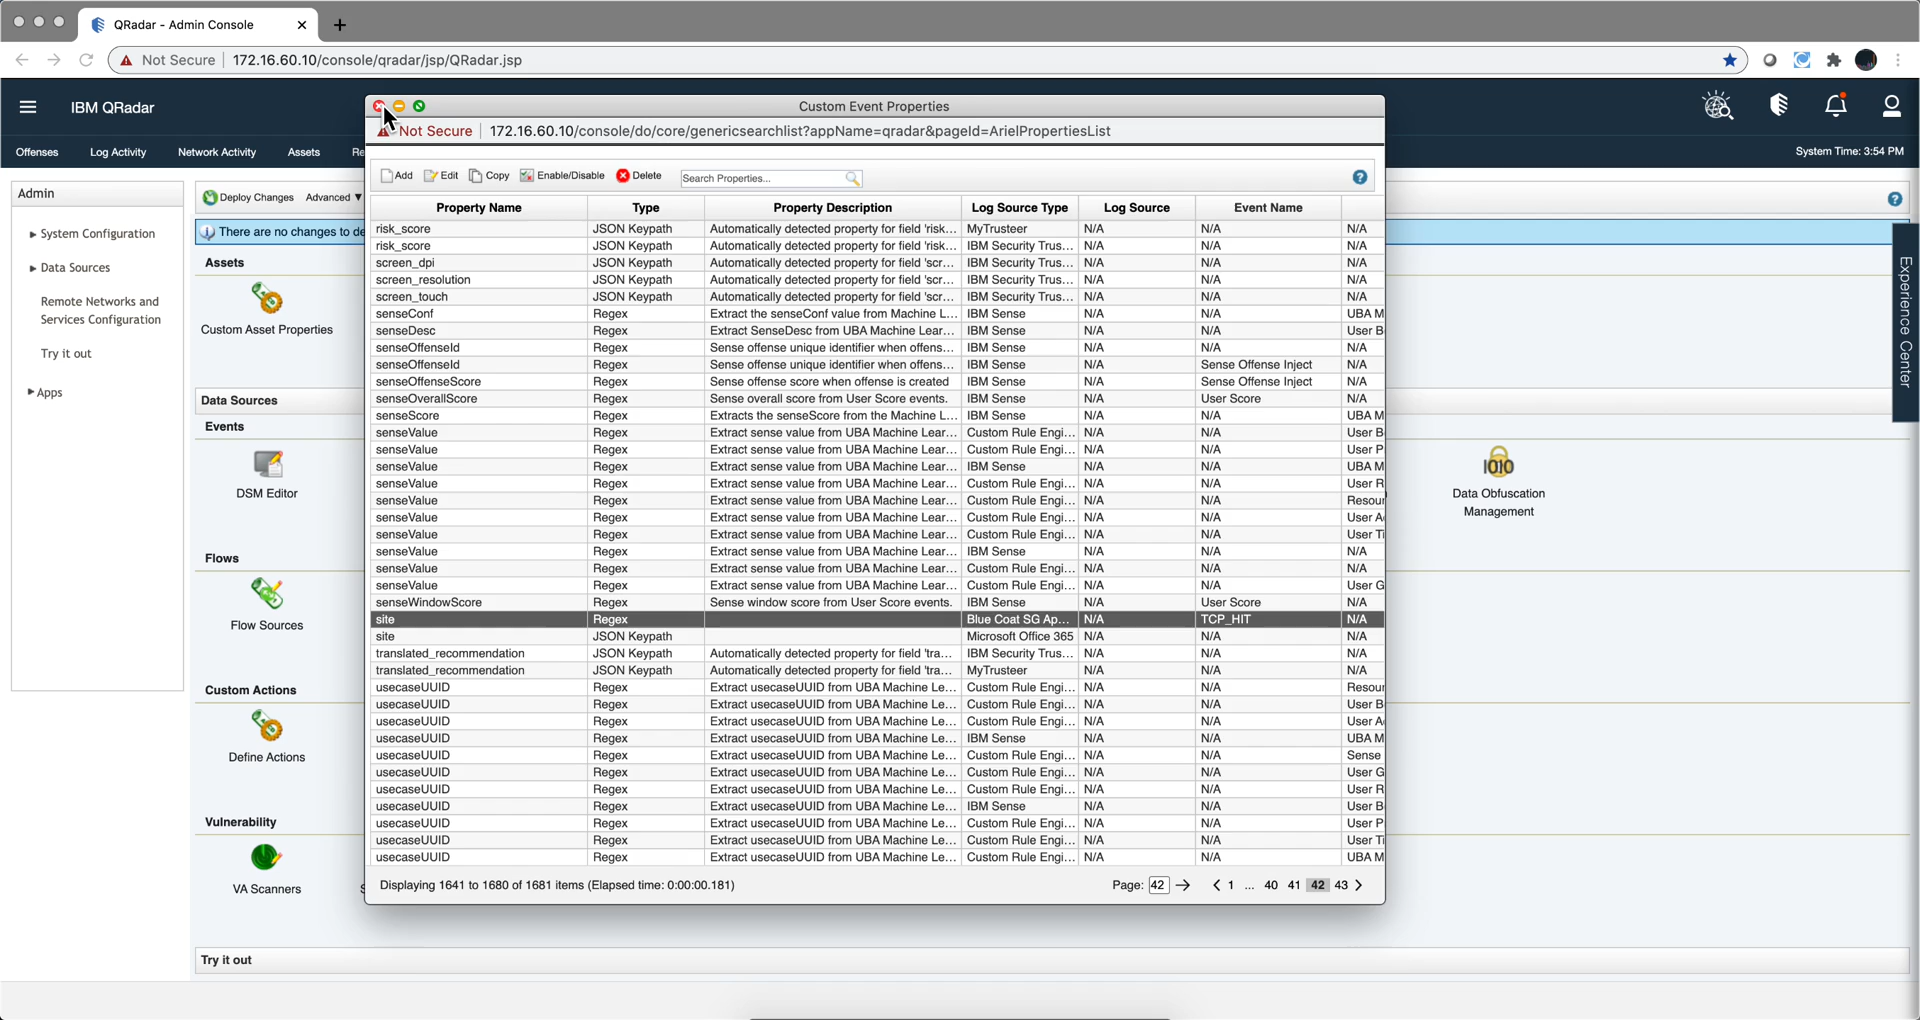 QRadar - Admin Console
Not Secure 172.16.60.10/console/qradar/jsp/QRadar.jsp
IBM QRadar
Offenses Log Activity Network Activity Assets Re
System Time: 3:54 PM
Custom Event Properties
Not Secure 172.16.60.10/console/do/core/genericsearchlist?appName=qradar&pageId=ArielPropertiesList
Admin
System Configuration
Data Sources
Remote Networks and
Services Configuration
Try it out
Apps
Deploy Changes Advanced
There are no changes to de
Assets
Custom Asset Properties
Data Sources
Events
DSM Editor
Flows
Flow Sources
Custom Actions
Define Actions
Vulnerability
VA Scanners
Try it out
Add Edit Copy Enable/Disable Delete Search Properties...
Property Name Type Property Description Log Source Type Log Source Event Name
risk_score JSON Keypath Automatically detected property for field 'risk... MyTrusteer N/A N/A N/A
risk_score JSON Keypath Automatically detected property for field 'risk... IBM Security Trus... N/A N/A N/A
screen_dpi JSON Keypath Automatically detected property for field 'scr... IBM Security Trus... N/A N/A N/A
screen_resolution JSON Keypath Automatically detected property for field 'scr... IBM Security Trus... N/A N/A N/A
screen_touch JSON Keypath Automatically detected property for field 'scr... IBM Security Trus... N/A N/A N/A
senseConf Regex Extract the senseConf value from Machine L... IBM Sense N/A N/A UBA M
senseDesc Regex Extract SenseDesc from UBA Machine Lear... IBM Sense N/A N/A User B
senseOffenseId Regex Sense offense unique identifier when offens... IBM Sense N/A N/A N/A
senseOffenseId Regex Sense offense unique identifier when offens... IBM Sense N/A Sense Offense Inject N/A
senseOffenseScore Regex Sense offense score when offense is created IBM Sense N/A Sense Offense Inject N/A
senseOverallScore Regex Sense overall score from User Score events. IBM Sense N/A User Score N/A
senseScore Regex Extracts the senseScore from the Machine L... IBM Sense N/A N/A UBA M
senseValue Regex Extract sense value from UBA Machine Lear... Custom Rule Engi... N/A N/A User B
senseValue Regex Extract sense value from UBA Machine Lear... Custom Rule Engi... N/A N/A User P
senseValue Regex Extract sense value from UBA Machine Lear... IBM Sense N/A N/A UBA M
senseValue Regex Extract sense value from UBA Machine Lear... Custom Rule Engi... N/A N/A User R
senseValue Regex Extract sense value from UBA Machine Lear... Custom Rule Engi... N/A N/A Resour
senseValue Regex Extract sense value from UBA Machine Lear... Custom Rule Engi... N/A N/A User A
senseValue Regex Extract sense value from UBA Machine Lear... Custom Rule Engi... N/A N/A User Ti
senseValue Regex Extract sense value from UBA Machine Lear... IBM Sense N/A N/A N/A
senseValue Regex Extract sense value from UBA Machine Lear... Custom Rule Engi... N/A N/A N/A
senseValue Regex Extract sense value from UBA Machine Lear... Custom Rule Engi... N/A N/A User G
senseWindowScore Regex Sense window score from User Score events. IBM Sense N/A User Score N/A
site Regex Blue Coat SG Ap... N/A TCP_HIT N/A
site JSON Keypath Microsoft Office 365 N/A N/A N/A
translated_recommendation JSON Keypath Automatically detected property for field 'tra... IBM Security Trus... N/A N/A N/A
translated_recommendation JSON Keypath Automatically detected property for field 'tra... MyTrusteer N/A N/A N/A
usecaseUUID Regex Extract usecaseUUID from UBA Machine Le... Custom Rule Engi... N/A N/A Resour
usecaseUUID Regex Extract usecaseUUID from UBA Machine Le... Custom Rule Engi... N/A N/A User B
usecaseUUID Regex Extract usecaseUUID from UBA Machine Le... Custom Rule Engi... N/A N/A User A
usecaseUUID Regex Extract usecaseUUID from UBA Machine Le... IBM Sense N/A N/A UBA M
usecaseUUID Regex Extract usecaseUUID from UBA Machine Le... Custom Rule Engi... N/A N/A Sense
usecaseUUID Regex Extract usecaseUUID from UBA Machine Le... Custom Rule Engi... N/A N/A User G
usecaseUUID Regex Extract usecaseUUID from UBA Machine Le... Custom Rule Engi... N/A N/A User R
usecaseUUID Regex Extract usecaseUUID from UBA Machine Le... IBM Sense N/A N/A User B
usecaseUUID Regex Extract usecaseUUID from UBA Machine Le... Custom Rule Engi... N/A N/A User P
usecaseUUID Regex Extract usecaseUUID from UBA Machine Le... Custom Rule Engi... N/A N/A User Ti
usecaseUUID Regex Extract usecaseUUID from UBA Machine Le... Custom Rule Engi... N/A N/A UBA M
Displaying 1641 to 1680 of 1681 items (Elapsed time: 0:00:00.181)
Page: 42 1 ... 40 41 42 43
Data Obfuscation
Management
Experience Center